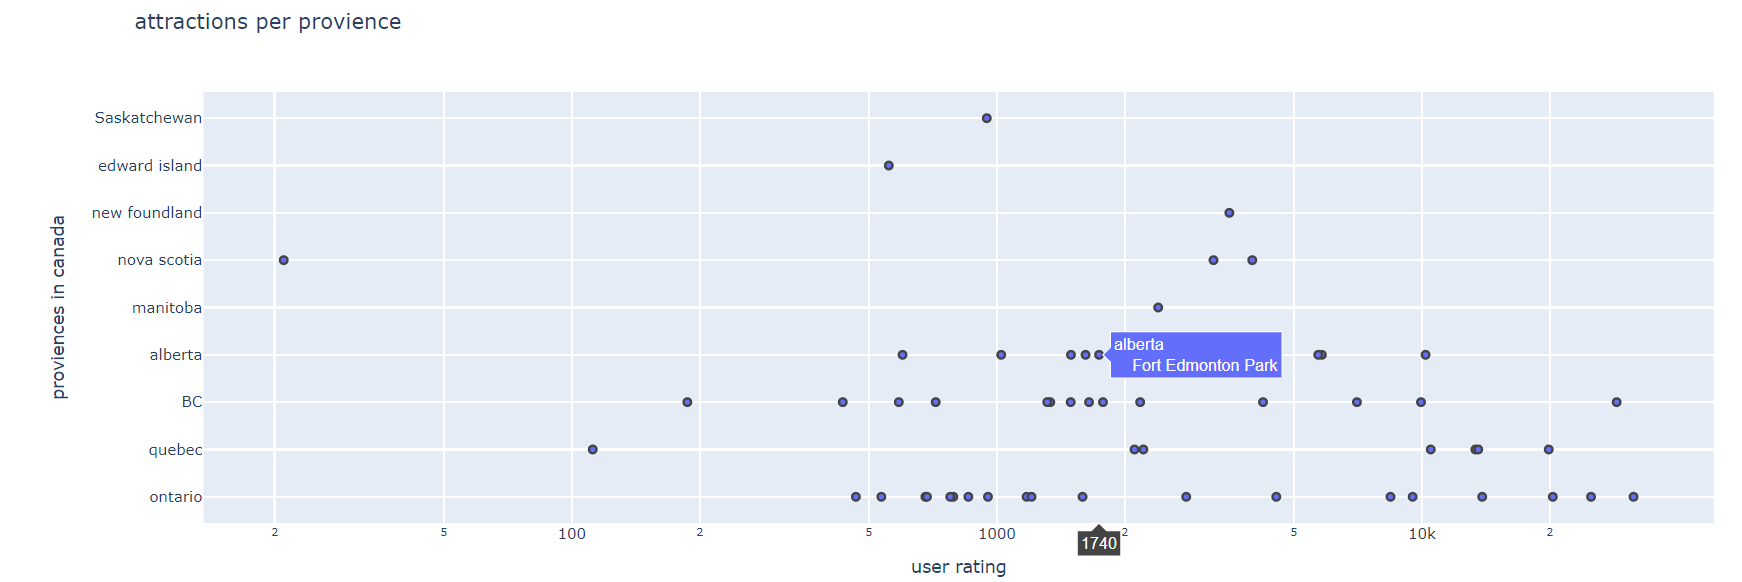 attractions per provience
proviences in canada
Saskatchewan
edward island
new foundland
nova scotia
manitoba
alberta
BC
quebec
ontario
alberta
Fort Edmonton Park
2 5 100 2 5 1000 2 5 10k 2
1740
user rating